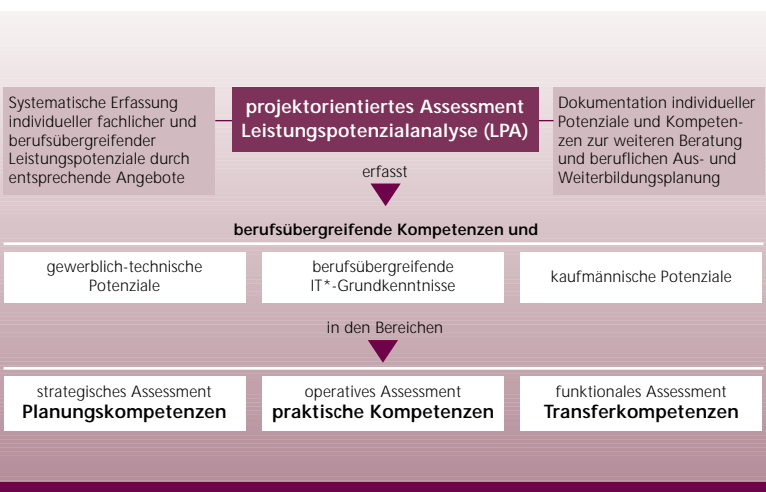 Systematische Erfassung
individueller fachlicher und
berufsübergreifender
Leistungspotenziale durch
entsprechende Angebote
projektorientiertes Assessment
Leistungspotenzialanalyse (LPA)
Dokumentation individueller
Potenziale und Kompeten-
zen zur weiteren Beratung
und beruflichen Aus- und
Weiterbildungsplanung
erfasst
berufsübergreifende Kompetenzen und
gewerblich-technische
Potenziale
berufsübergreifende
IT*-Grundkenntnisse
kaufmännische Potenziale
in den Bereichen
strategisches Assessment
Planungskompetenzen
operatives Assessment
praktische Kompetenzen
funktionales Assessment
Transferkompetenzen